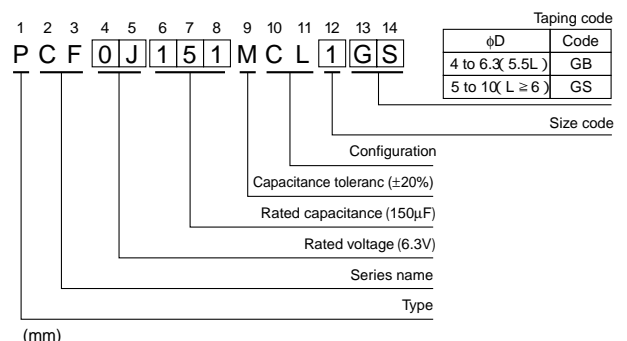 1 2 3 4 5 6 7 8 9 10 11 12 13 14
P C F 0 J 1 5 1 M C L 1 G S
Taping code
φD Code
4 to 6.3( 5.5L ) GB
5 to 10( L ≧ 6 ) GS
Size code
Configuration
Capacitance toleranc (±20%)
Rated capacitance (150μF)
Rated voltage (6.3V)
Series name
Type
(mm)